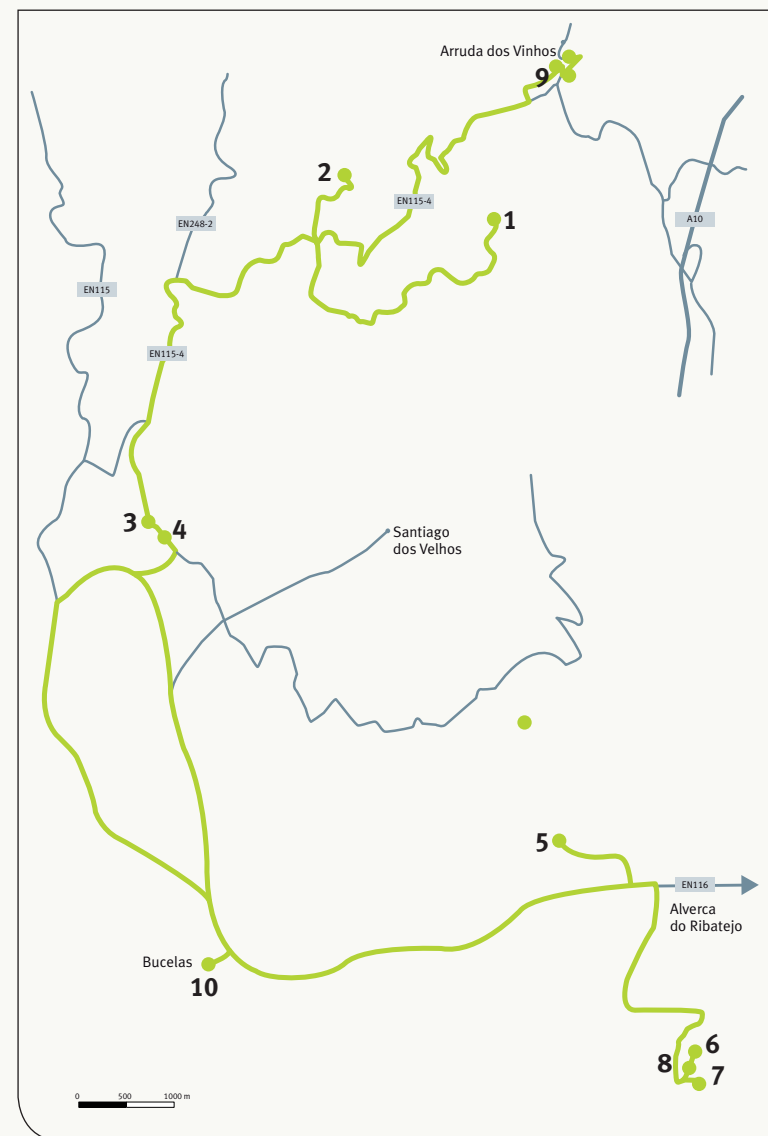 Arruda dos Vinhos
9
2
EN115-4
1
EN248-2
A10
EN115
EN115-4
3
4
Santiago
dos Velhos
5
EN116
Alverca
do Ribatejo
Bucelas
10
6
8
7
0 500 1000 m